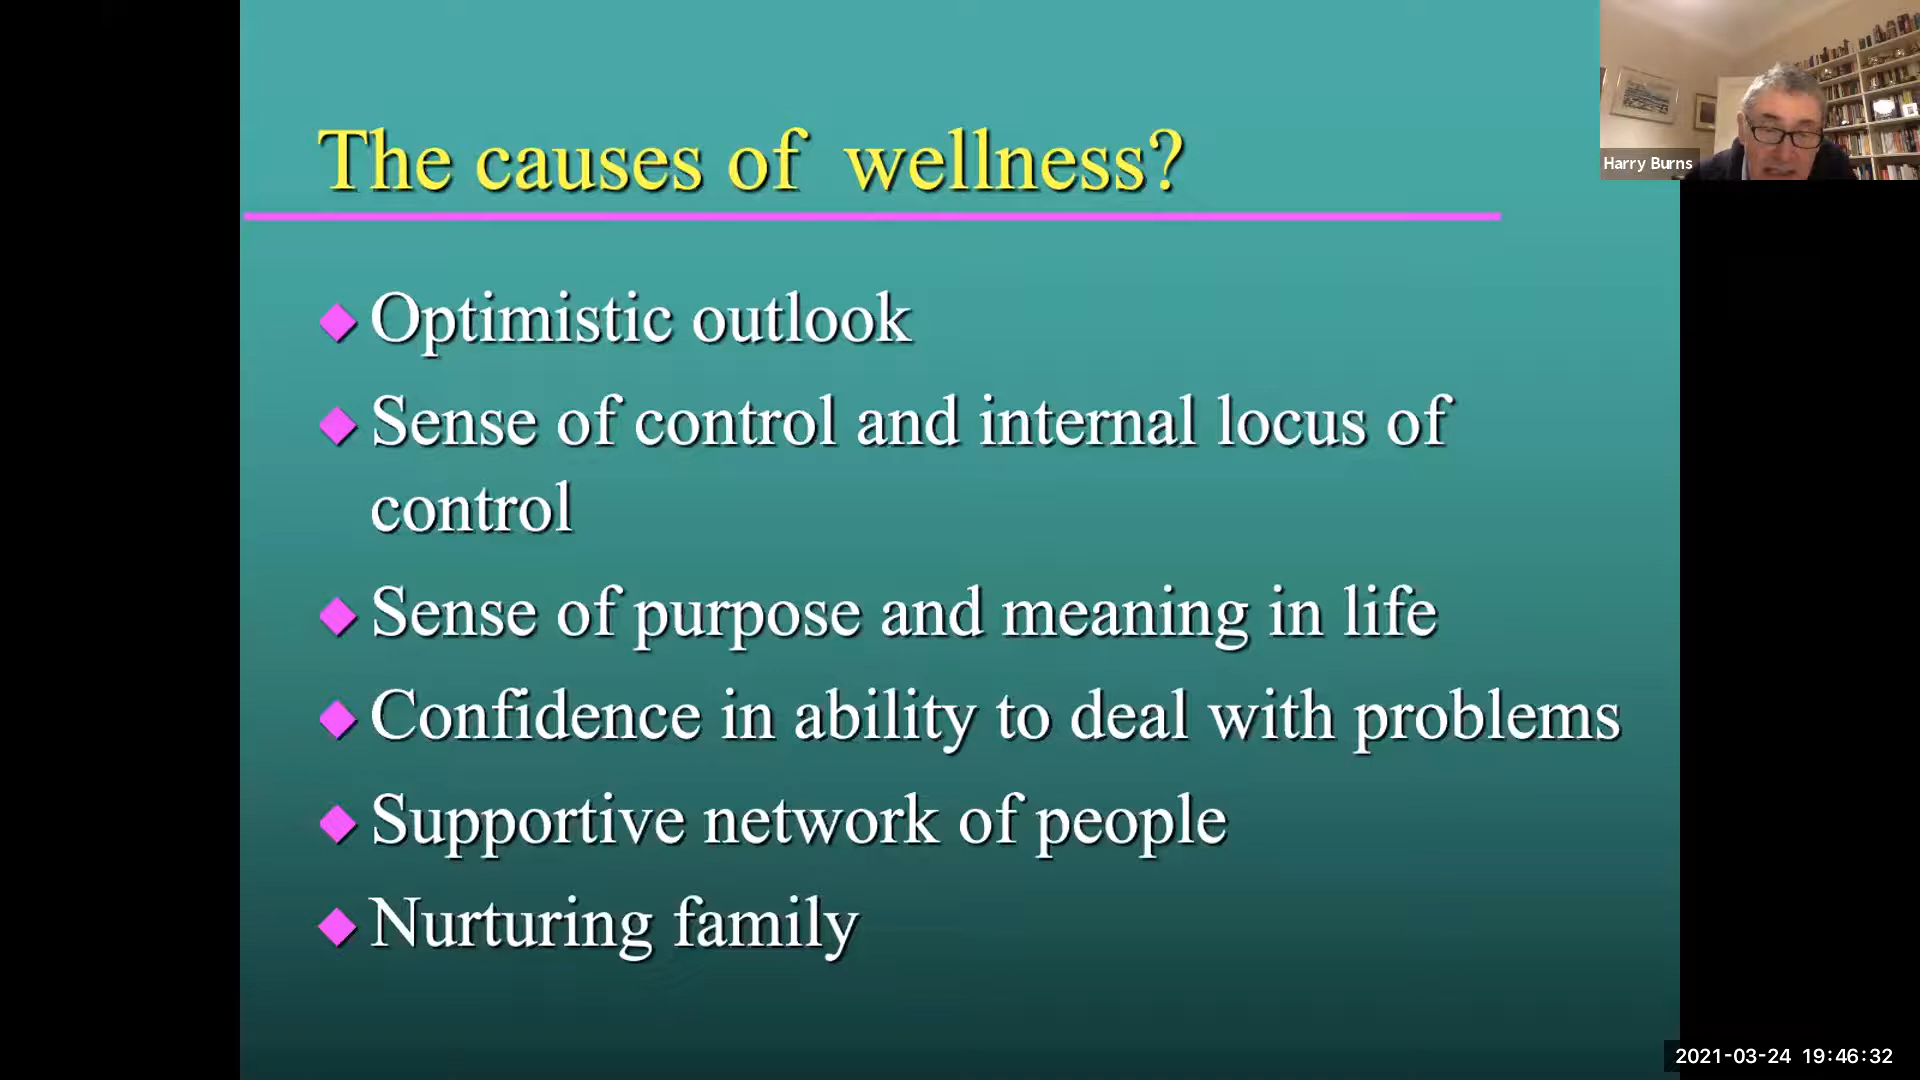 The causes of  wellness?
Harry Burns
Optimistic outlook
Sense of control and internal locus of
control
Sense of purpose and meaning in life
Confidence in ability to deal with problems
Supportive network of people
Nurturing family
2021-03-24 19:46:32